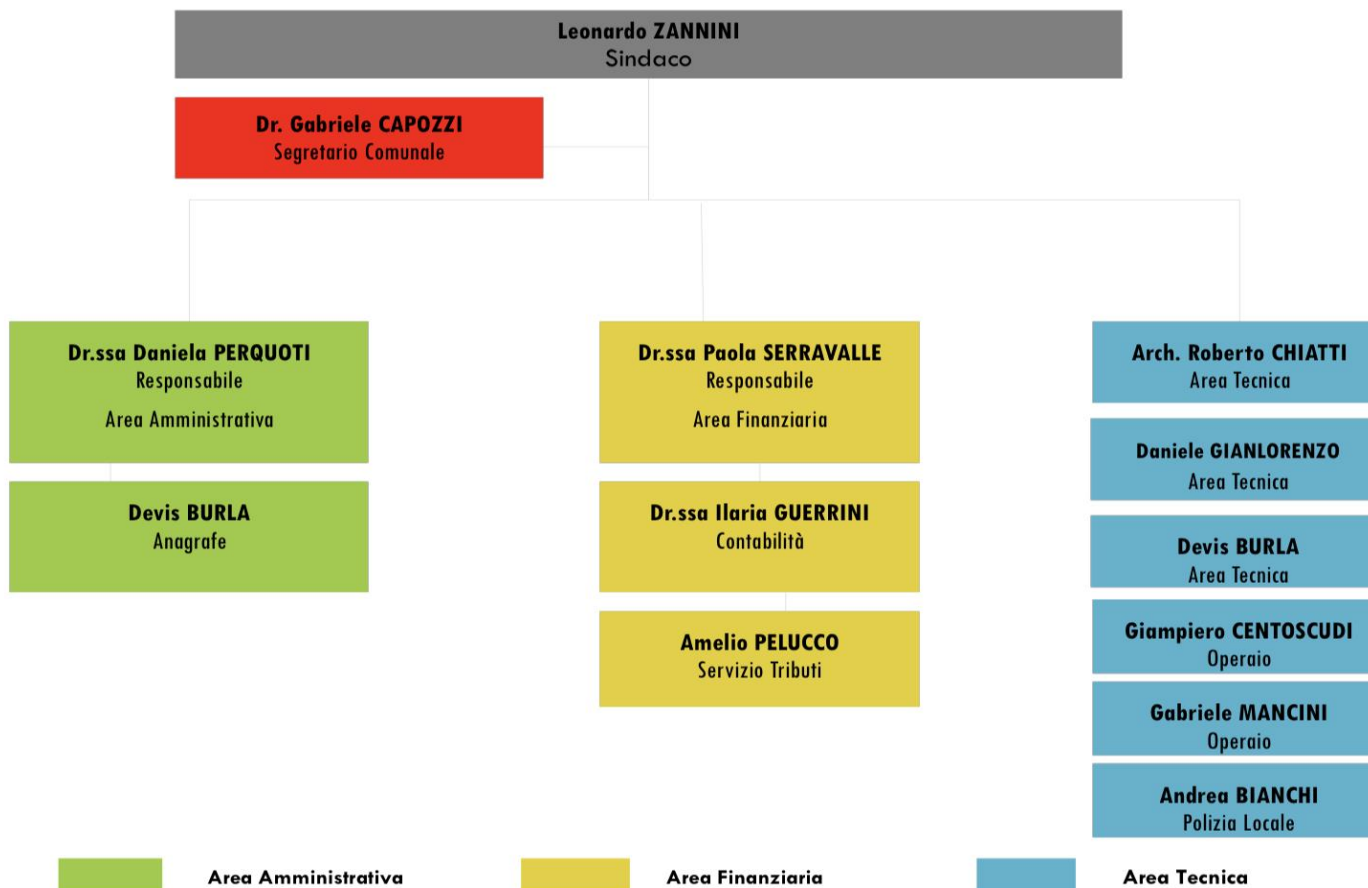 Leonardo ZANNINI
Sindaco
Dr. Gabriele CAPOZZI
Segretario Comunale
Dr.ssa Daniela PERQUOTI
Responsabile
Area Amministrativa
Devis BURLA
Anagrafe
Dr.ssa Paola SERRAVALLE
Responsabile
Area Finanziaria
Dr.ssa Ilaria GUERRINI
Contabilità
Amelio PELUCCO
Servizio Tributi
Arch. Roberto CHIATTI
Area Tecnica
Daniele GIANLORENZO
Area Tecnica
Devis BURLA
Area Tecnica
Giampiero CENTOSCUDI
Operaio
Gabriele MANCINI
Operaio
Andrea BIANCHI
Polizia Locale
Area Amministrativa
Area Finanziaria
Area Tecnica